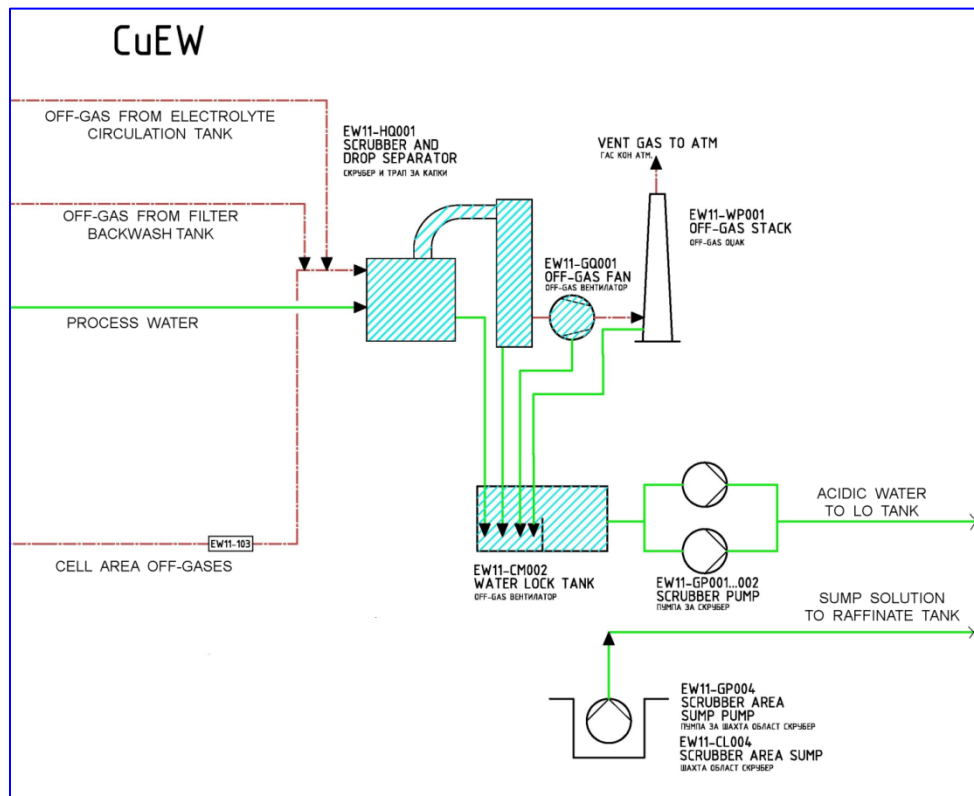 CuEW
OFF-GAS FROM ELECTROLYTE
CIRCULATION TANK
EW11-HQ001
SCRUBBER AND
DROP SEPARATOR
СКРУБЕР И ТРАП ЗА КАПКИ
VENT GAS TO ATM
ГАС КОН АТМ.
OFF-GAS FROM FILTER
BACKWASH TANK
EW11-WP001
OFF-GAS STACK
OFF-GAS ОЏАК
EW11-GQ001
OFF-GAS FAN
OFF-GAS ВЕНТИЛАТОР
PROCESS WATER
EW11-103
CELL AREA OFF-GASES
ACIDIC WATER
TO LO TANK
EW11-CM002
WATER LOCK TANK
OFF-GAS ВЕНТИЛАТОР
EW11-GP001...002
SCRUBBER PUMP
ПУМПА ЗА СКРУБЕР
SUMP SOLUTION
TO RAFFINATE TANK
EW11-GP004
SCRUBBER AREA
SUMP PUMP
ПУМПА ЗА ШАХТА ОБЛАСТ СКРУБЕР
EW11-CL004
SCRUBBER AREA SUMP
ШАХТА ОБЛАСТ СКРУБЕР